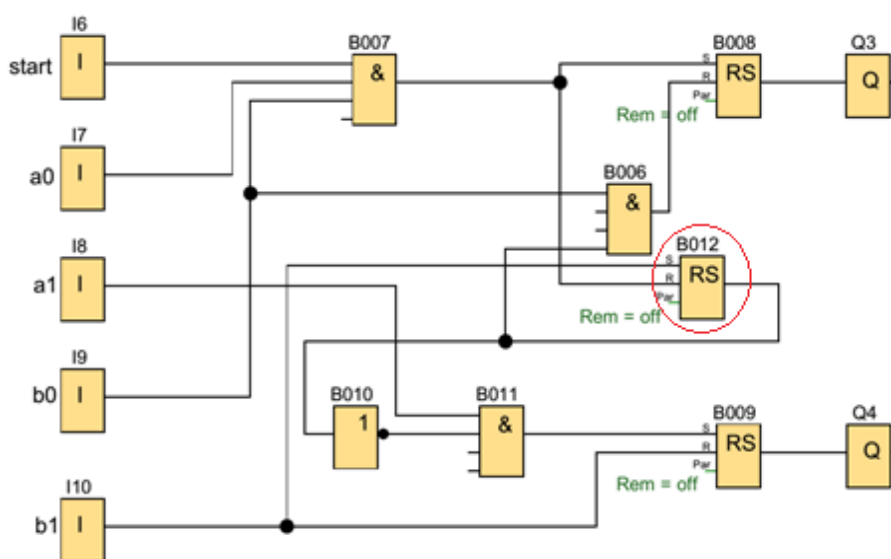 I6
start
I
I7
a0
I
I8
a1
I
I9
b0
I
I10
b1
I
B007
&
B008
S
R
Par
RS
Rem = off
Q3
Q
B006
&
B012
S
R
Par
RS
Rem = off
B010
1
B011
&
B009
S
R
Par
RS
Rem = off
Q4
Q